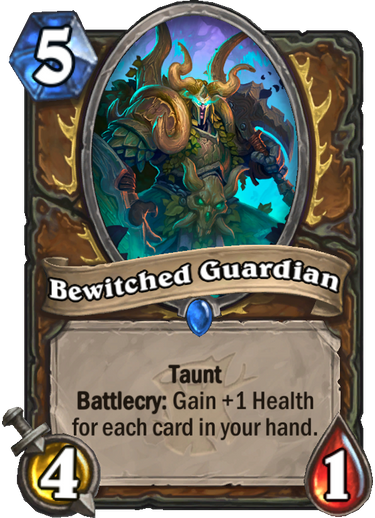 5
Bewitched Guardian
Taunt
Battlecry: Gain +1 Health
for each card in your hand.
4
1